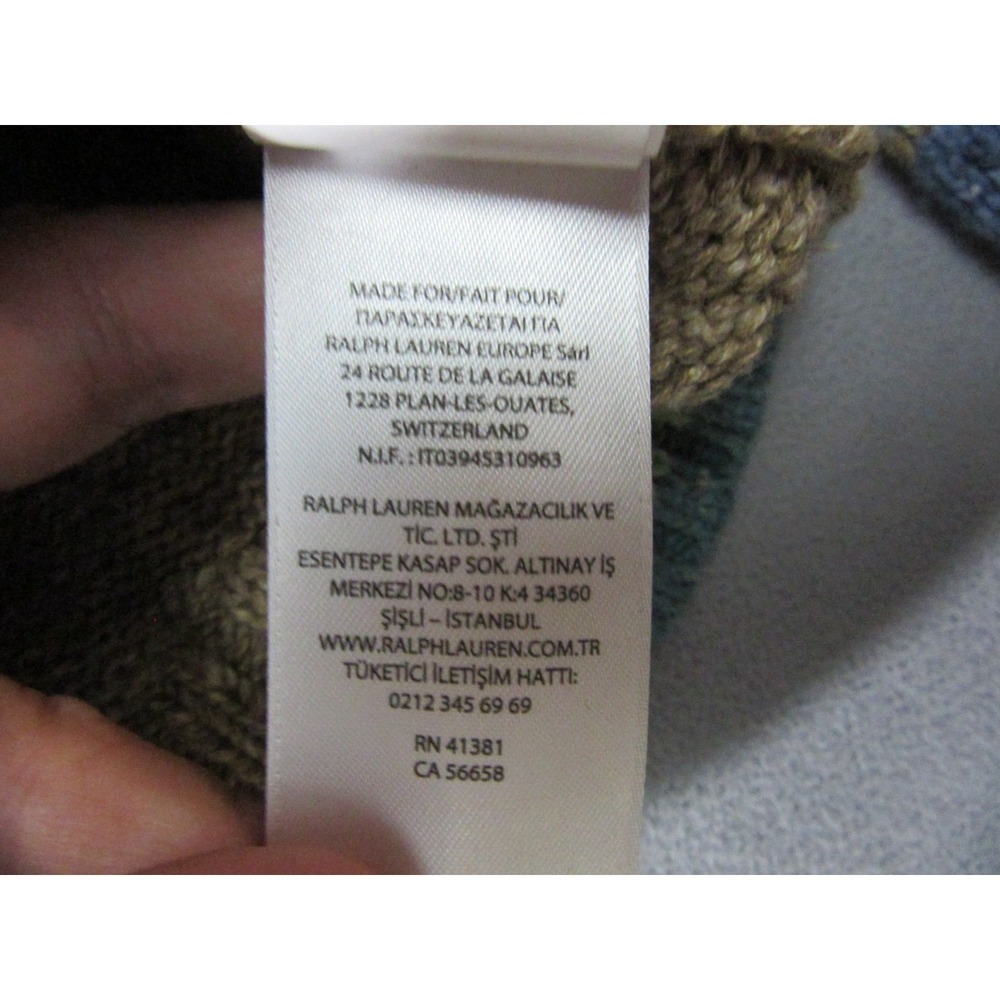 MADE FOR/FAIT POUR/
ΠΑΡΑΣΚΕΥΑΖΕΤΑΙ ΓΙΑ
RALPH LAUREN EUROPE Sárl
24 ROUTE DE LA GALAISE
1228 PLAN-LES-OUATES,
SWITZERLAND
N.I.F. : IT03945310963
RALPH LAUREN MAĞAZACILIK VE
TİC. LTD. ŞTİ
ESENTEPE KASAP SOK. ALTINAY İŞ
MERKEZİ NO:8-10 K:4 34360
ŞİŞLİ – İSTANBUL
WWW.RALPHLAUREN.COM.TR
TÜKETİCİ İLETİŞİM HATTI:
0212 345 69 69
RN 41381
CA 56658